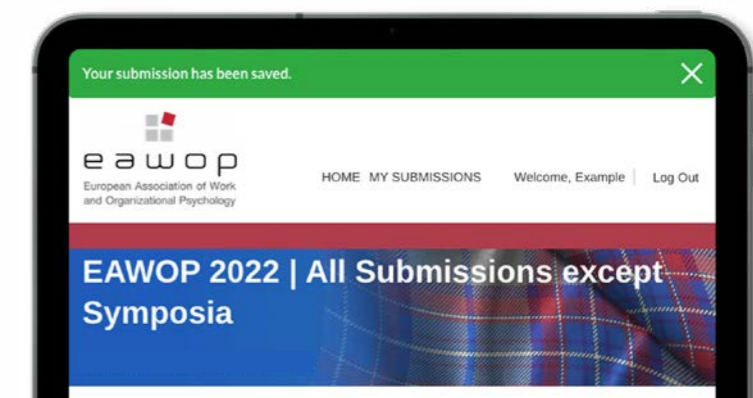 Your submission has been saved.
eawop
European Association of Work
and Organizational Psychology
HOME MY SUBMISSIONS Welcome, Example Log Out
EAWOP 2022 | All Submissions except
Symposia